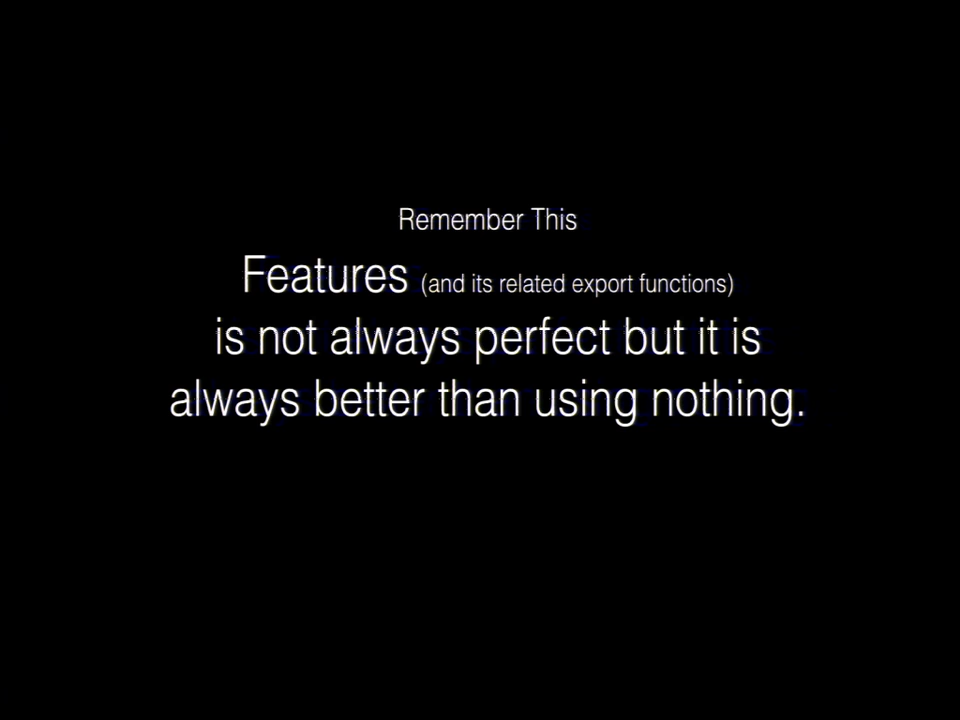 Remember This
Features (and its related export functions)
is not always perfect but it is
always better than using nothing.